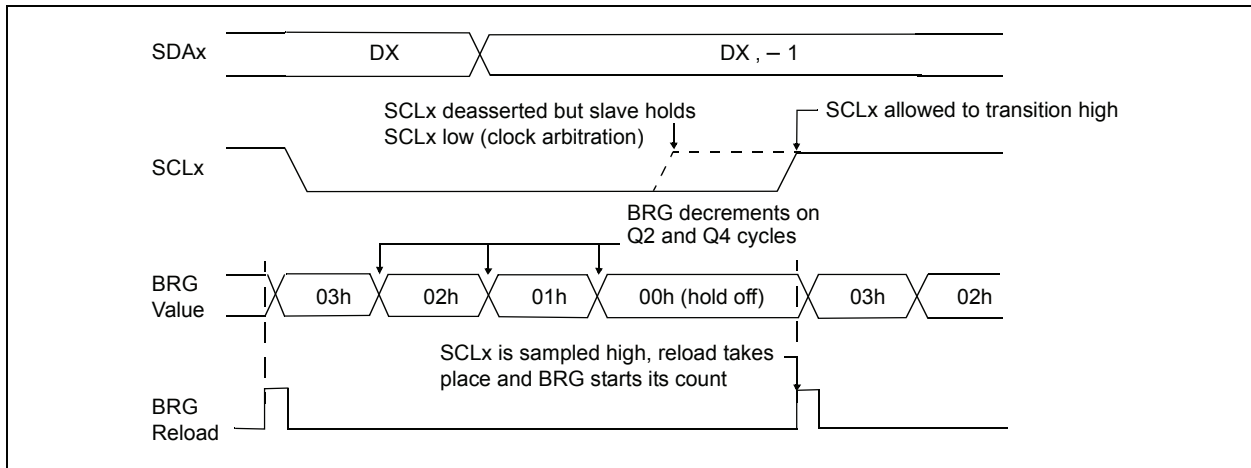 SDAx
DX
DX , – 1
SCLx deasserted but slave holds
SCLx low (clock arbitration)
SCLx allowed to transition high
SCLx
BRG decrements on
Q2 and Q4 cycles
BRG
Value
03h
02h
01h
00h (hold off)
03h
02h
SCLx is sampled high, reload takes
place and BRG starts its count
BRG
Reload